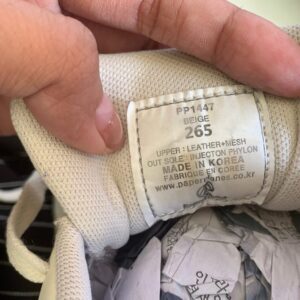 PP1447
BEIGE
265
UPPER : LEATHER+MESH
OUT SOLE : INJECTON PHYLON
MADE IN KOREA
FABRIQUE EN CORÉE
www.paperplanes.co.kr